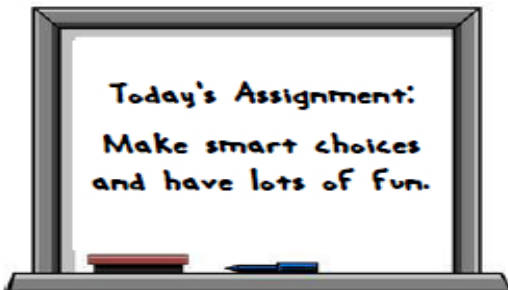 Today's Assignment:
Make smart choices
and have lots of fun.